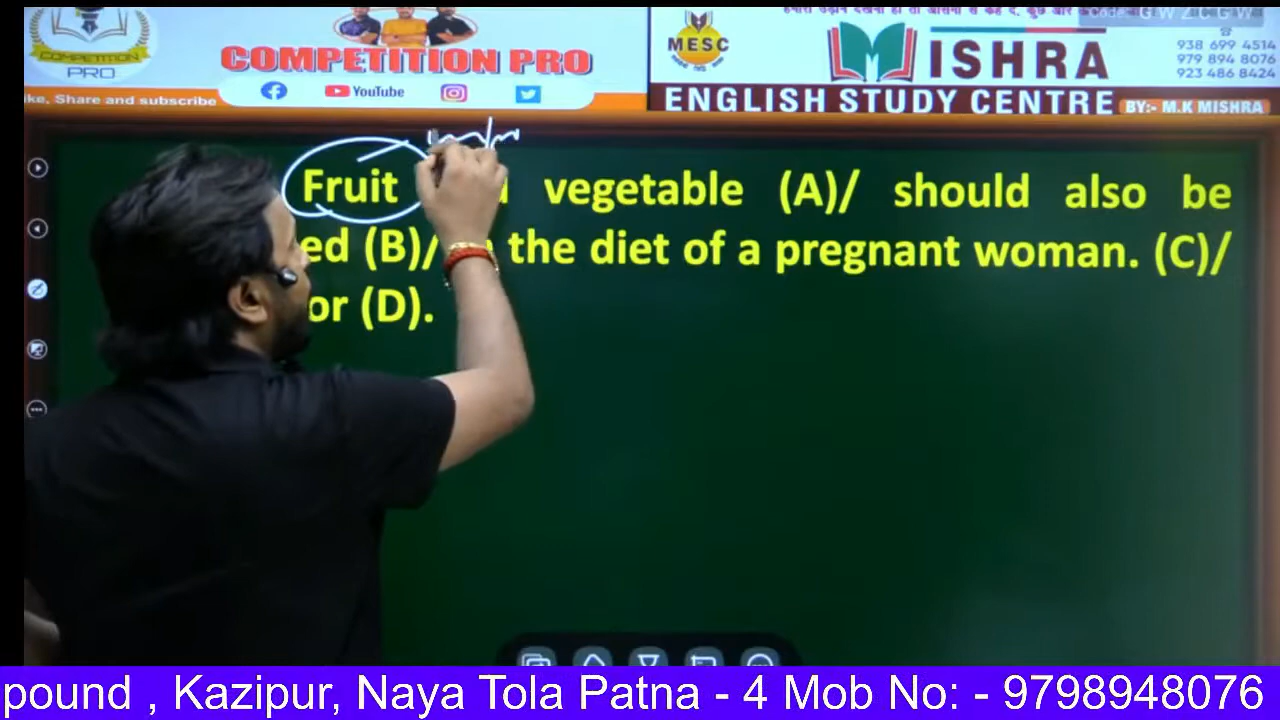 COMPETITION
PRO
ke, Share and subscribe
COMPETITION PRO
YouTube
MESC
MISHRA
ENGLISH STUDY CENTRE BY:- M.K MISHRA
938 699 4514
979 894 8076
923 486 8424
Fruit vegetable (A)/ should also be
ed (B)/ the diet of a pregnant woman. (C)/
or (D).
pound , Kazipur, Naya Tola Patna - 4 Mob No: - 9798948076